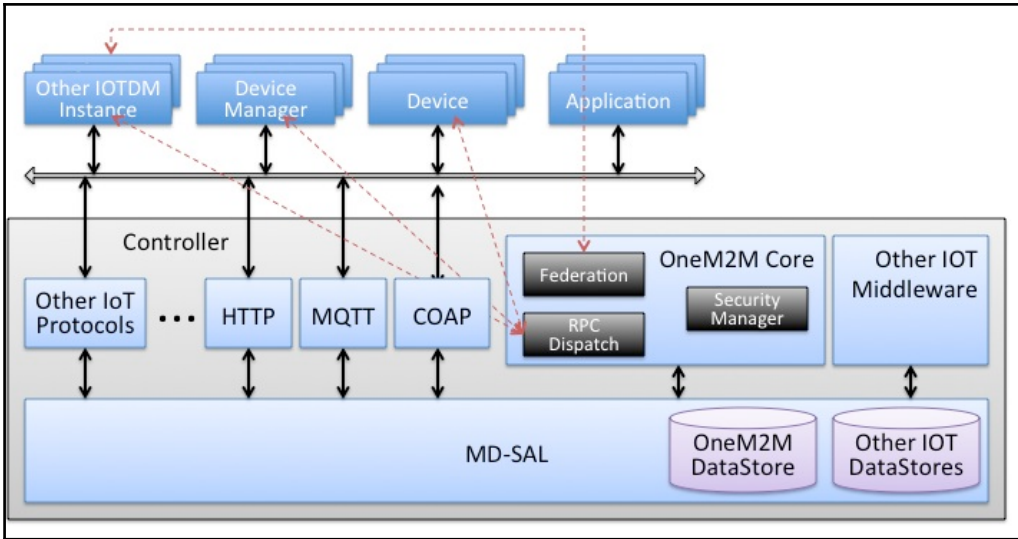 Other IOTDM
Instance
Device
Manager
Device
Application
Controller
Other IoT
Protocols
...
HTTP
MQTT
COAP
OneM2M Core
Federation
RPC
Dispatch
Security
Manager
Other IOT
Middleware
MD-SAL
OneM2M
DataStore
Other IOT
DataStores